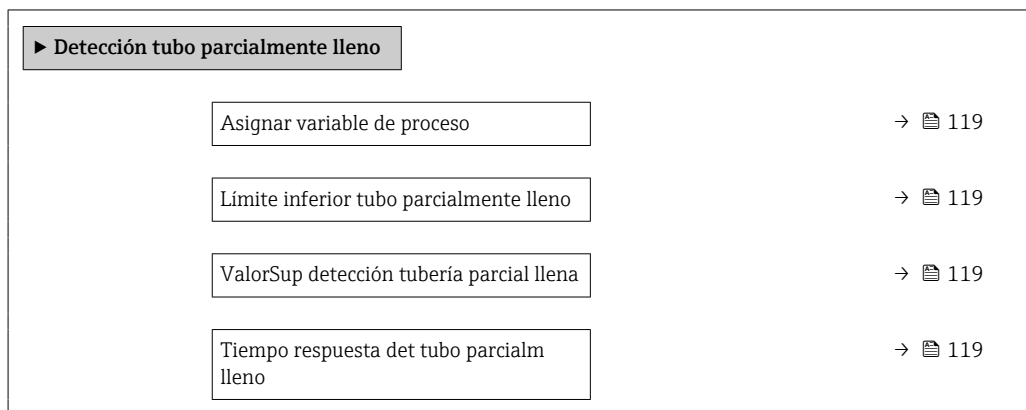 ▶ Detección tubo parcialmente lleno
Asignar variable de proceso → 119
Límite inferior tubo parcialmente lleno → 119
ValorSup detección tubería parcial llena → 119
Tiempo respuesta det tubo parcialm → 119
lleno